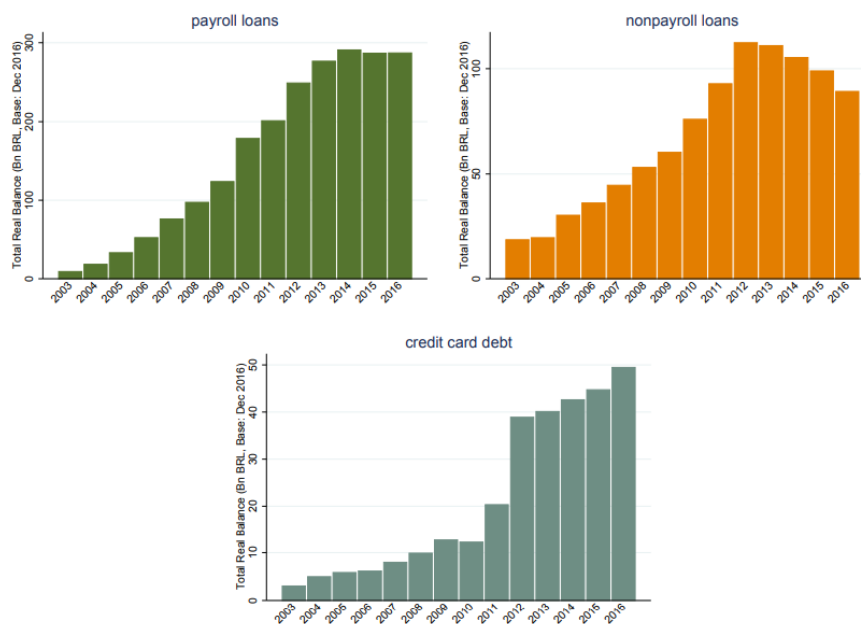 payroll loans
Total Real Balance (Bn BRL, Base: Dec 2016)
300
200
100
0
2003 2004 2005 2006 2007 2008 2009 2010 2011 2012 2013 2014 2015 2016
nonpayroll loans
Total Real Balance (Bn BRL, Base: Dec 2016)
100
50
0
2003 2004 2005 2006 2007 2008 2009 2010 2011 2012 2013 2014 2015 2016
credit card debt
Total Real Balance (Bn BRL, Base: Dec 2016)
50
40
30
20
10
0
2003 2004 2005 2006 2007 2008 2009 2010 2011 2012 2013 2014 2015 2016